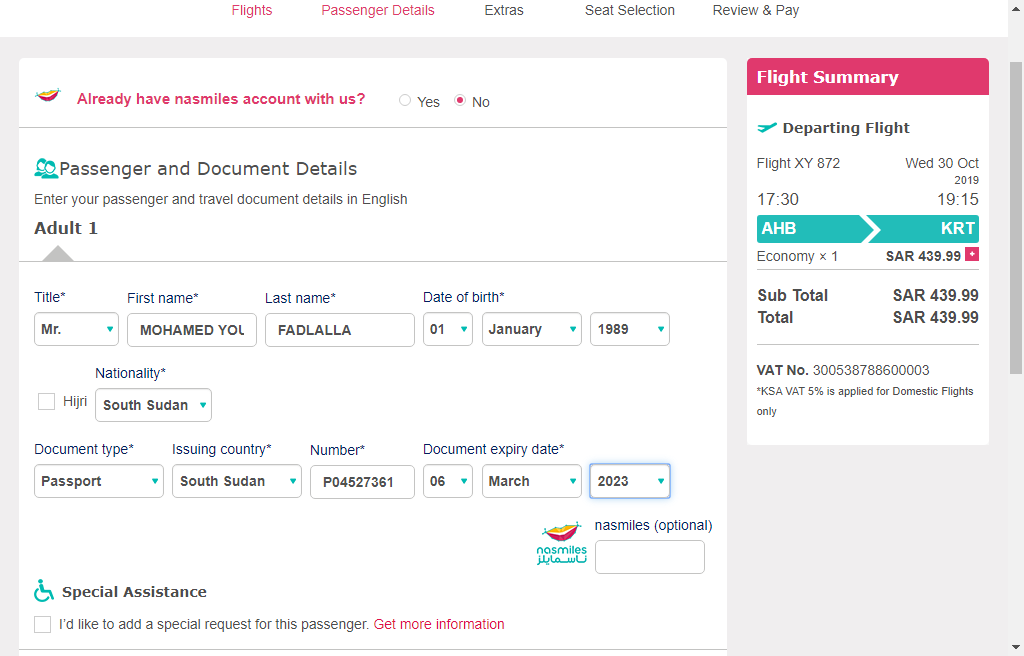 Flights Passenger Details Extras Seat Selection Review & Pay
Already have nasmiles account with us? Yes No
Passenger and Document Details
Enter your passenger and travel document details in English
Adult 1
Title* First name* Last name* Date of birth*
Mr. MOHAMED YOU FADLALLA 01 January 1989
Nationality*
Hijri South Sudan
Document type* Issuing country* Number* Document expiry date*
Passport South Sudan P04527361 06 March 2023
nasmiles (optional)
nasmiles
ناسمايلز
Special Assistance
I'd like to add a special request for this passenger. Get more information
Flight Summary
Departing Flight
Flight XY 872 Wed 30 Oct
2019
17:30 19:15
AHB KRT
Economy × 1 SAR 439.99 +
Sub Total SAR 439.99
Total SAR 439.99
VAT No. 300538788600003
*KSA VAT 5% is applied for Domestic Flights
only